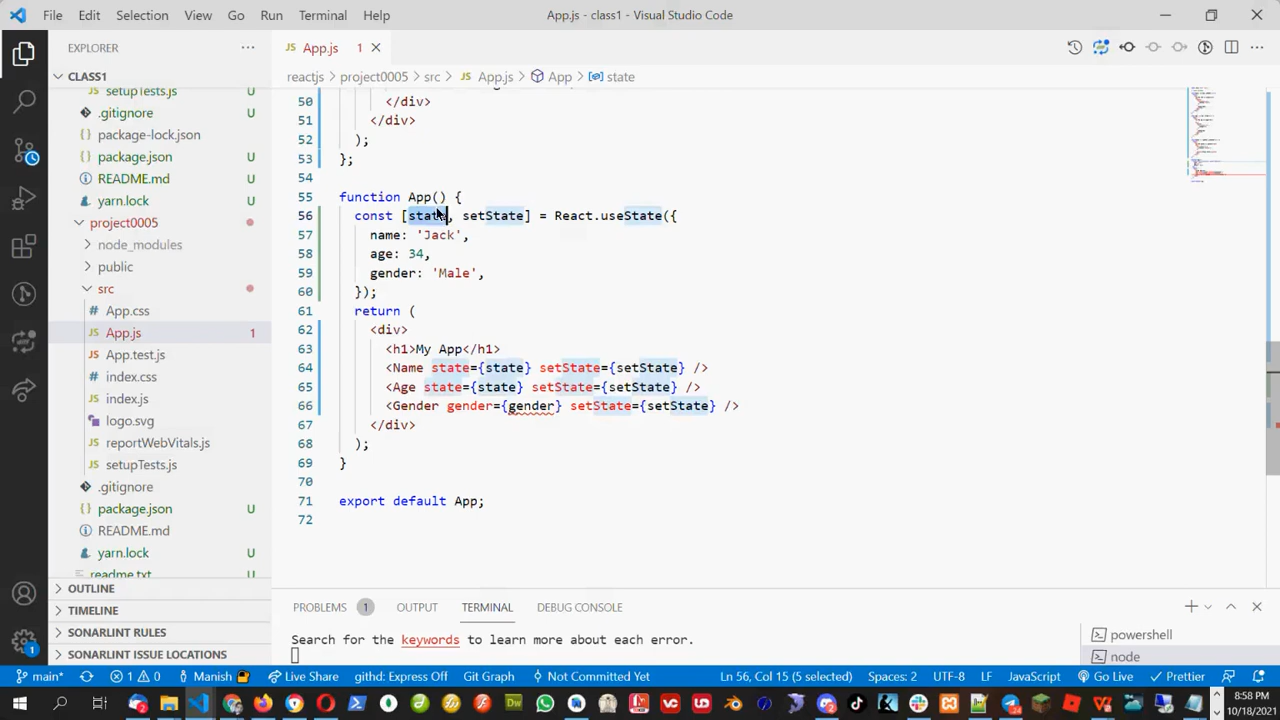 File Edit Selection View Go Run Terminal Help App.js - class1 - Visual Studio Code
EXPLORER
CLASS1
setupTests.js U
.gitignore U
package-lock.json
package.json U
README.md U
yarn.lock U
project0005
node_modules
public
src
App.css
App.js 1
App.test.js
index.css
index.js
logo.svg
reportWebVitals.js
setupTests.js
.gitignore
package.json U
README.md
yarn.lock U
readme.txt
OUTLINE
TIMELINE
SONARLINT RULES
SONARLINT ISSUE LOCATIONS
App.js 1
reactjs > project0005 > src > JS App.js > App > state
50 </div>
51 </div>
52 );
53 };
54
55 function App() {
56 const [state, setState] = React.useState({
57 name: 'Jack',
58 age: 34,
59 gender: 'Male',
60 });
61 return (
62 <div>
63 <h1>My App</h1>
64 <Name state={state} setState={setState} />
65 <Age state={state} setState={setState} />
66 <Gender gender={gender} setState={setState} />
67 </div>
68 );
69 }
70
71 export default App;
72
PROBLEMS 1 OUTPUT TERMINAL DEBUG CONSOLE
Search for the keywords to learn more about each error.
powershell
node
main* 1 0 Manish Live Share githd: Express Off Git Graph Not Committed Yet Ln 56, Col 15 (5 selected) Spaces: 2 UTF-8 LF JavaScript Go Live Prettier
8:58 PM
10/18/2021